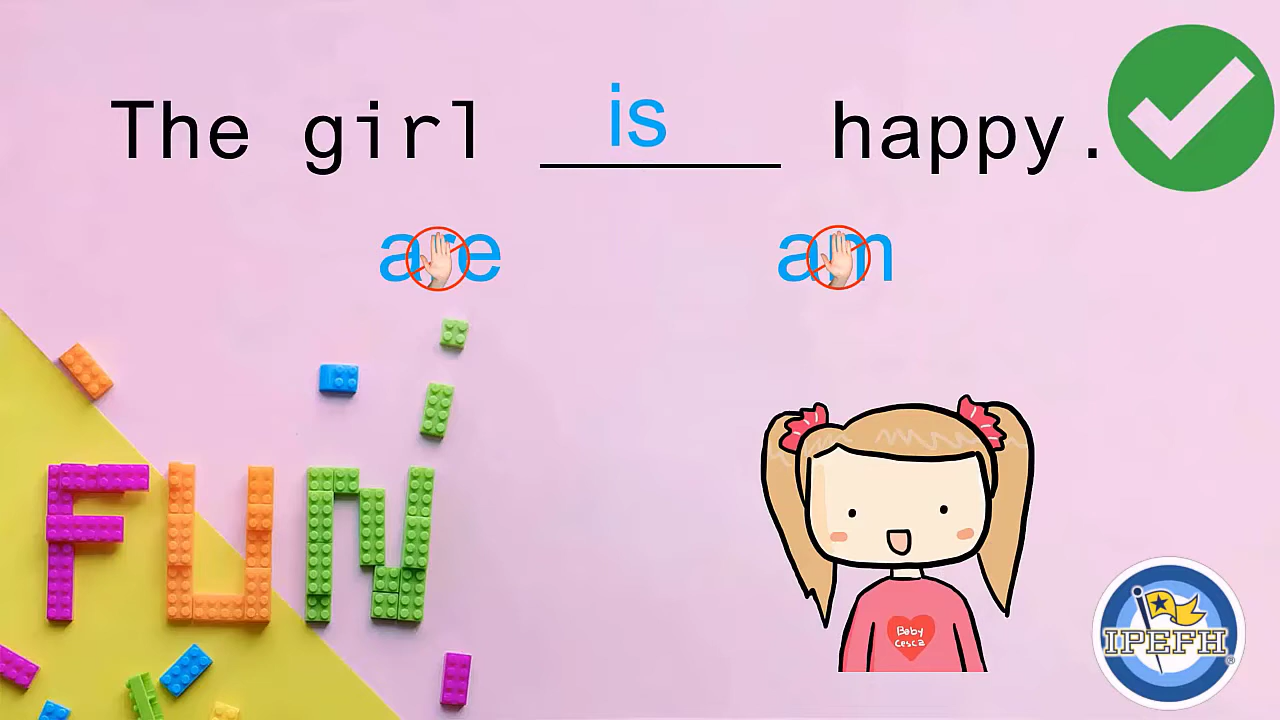 The girl is happy.
are am
FUN
Baby
Cesca
IPEFH